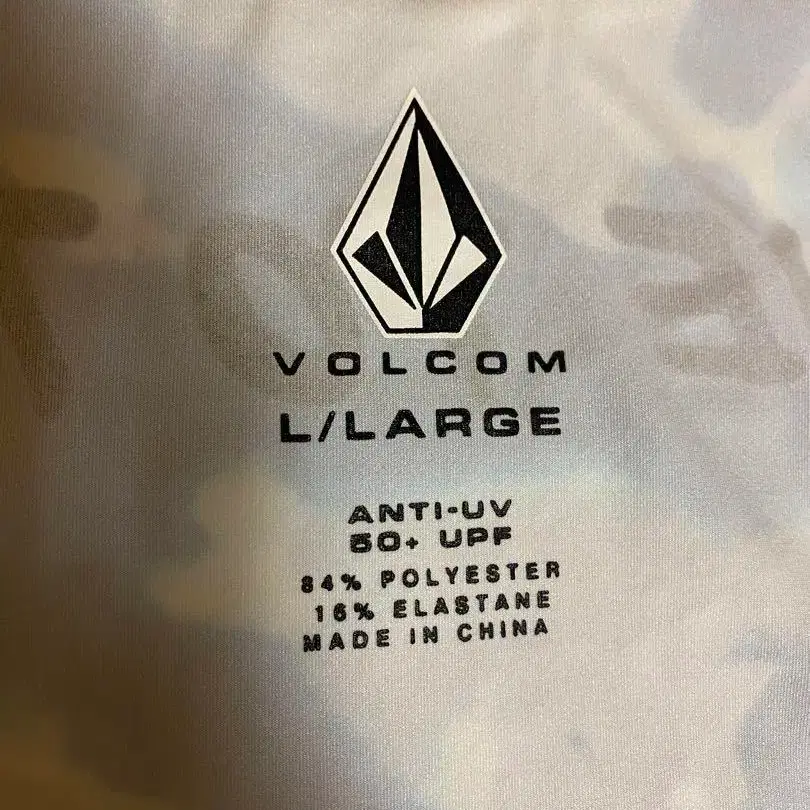 VOLCOM
L/LARGE
ANTI-UV
50+ UPF
84% POLYESTER
16% ELASTANE
MADE IN CHINA